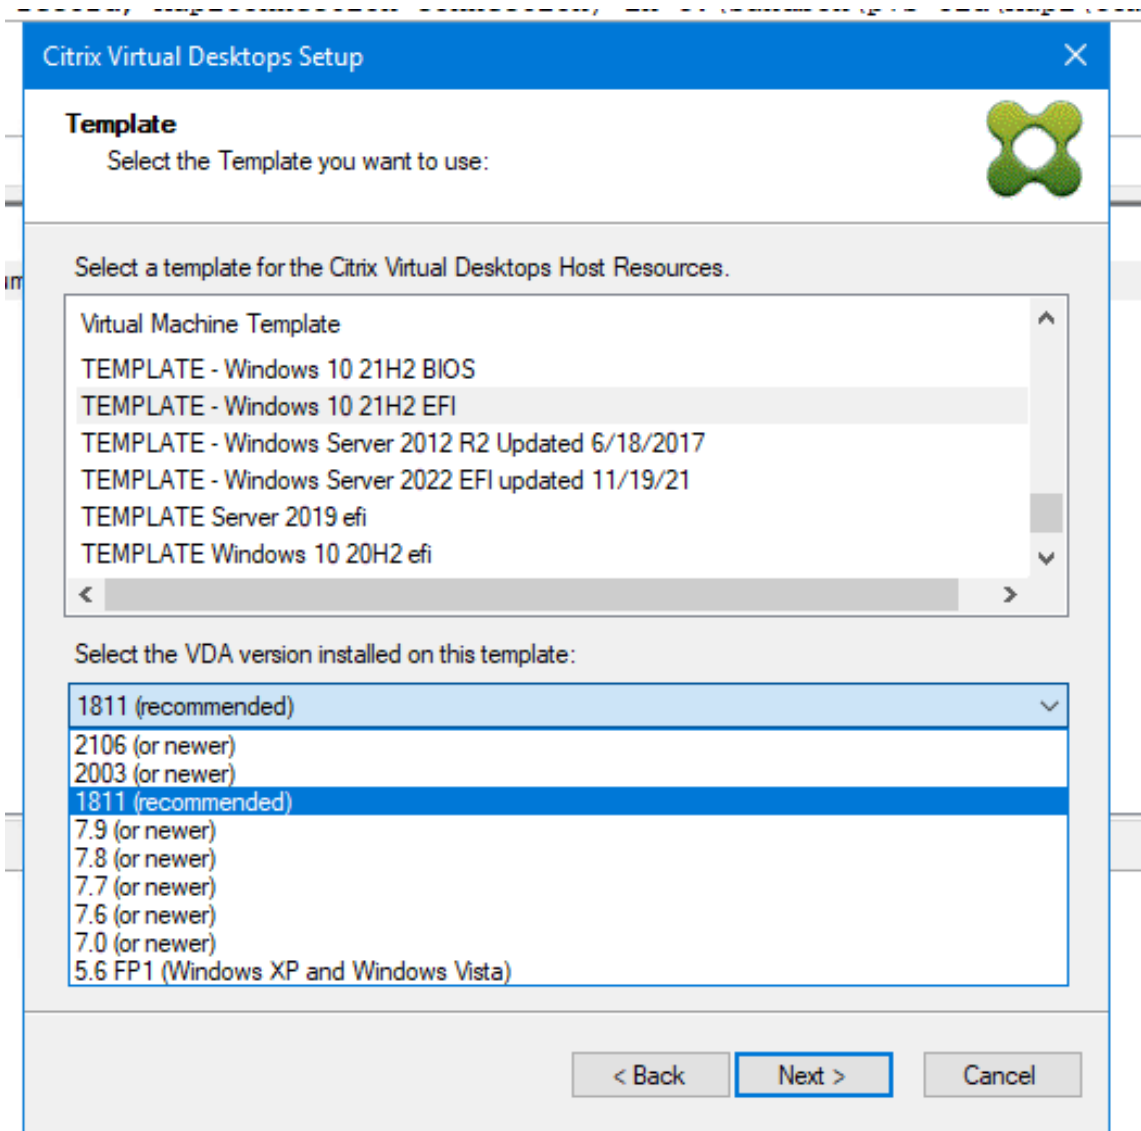 Citrix Virtual Desktops Setup
Template
Select the Template you want to use:
Select a template for the Citrix Virtual Desktops Host Resources.
Virtual Machine Template
TEMPLATE - Windows 10 21H2 BIOS
TEMPLATE - Windows 10 21H2 EFI
TEMPLATE - Windows Server 2012 R2 Updated 6/18/2017
TEMPLATE - Windows Server 2022 EFI updated 11/19/21
TEMPLATE Server 2019 efi
TEMPLATE Windows 10 20H2 efi
Select the VDA version installed on this template:
1811 (recommended)
2106 (or newer)
2003 (or newer)
1811 (recommended)
7.9 (or newer)
7.8 (or newer)
7.7 (or newer)
7.6 (or newer)
7.0 (or newer)
5.6 FP1 (Windows XP and Windows Vista)
< Back Next > Cancel